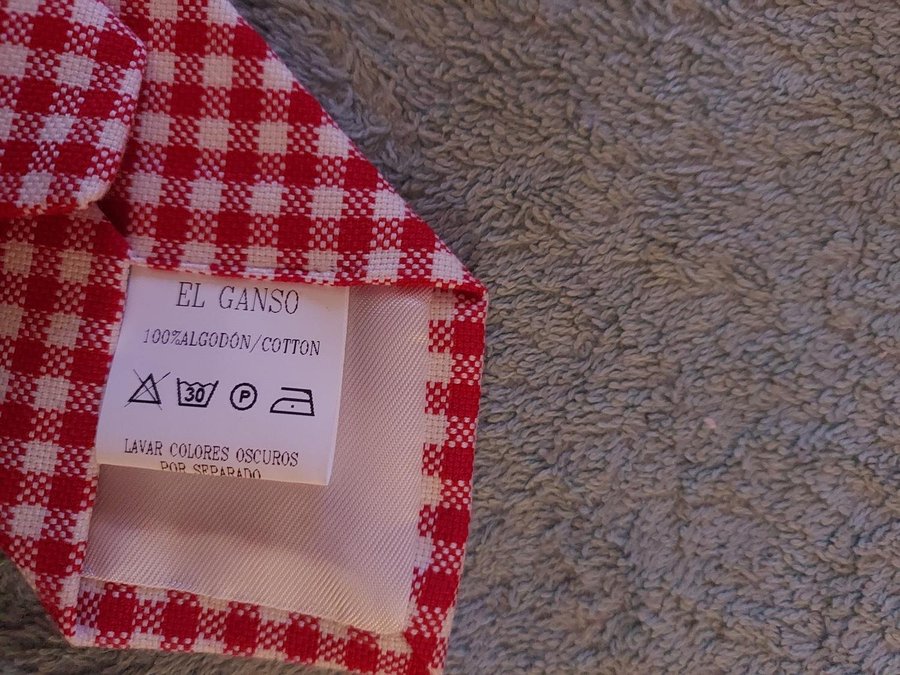 EL GANSO
100%ALGODÓN/COTTON
30 P
LAVAR COLORES OSCUROS
POR SEPARADO